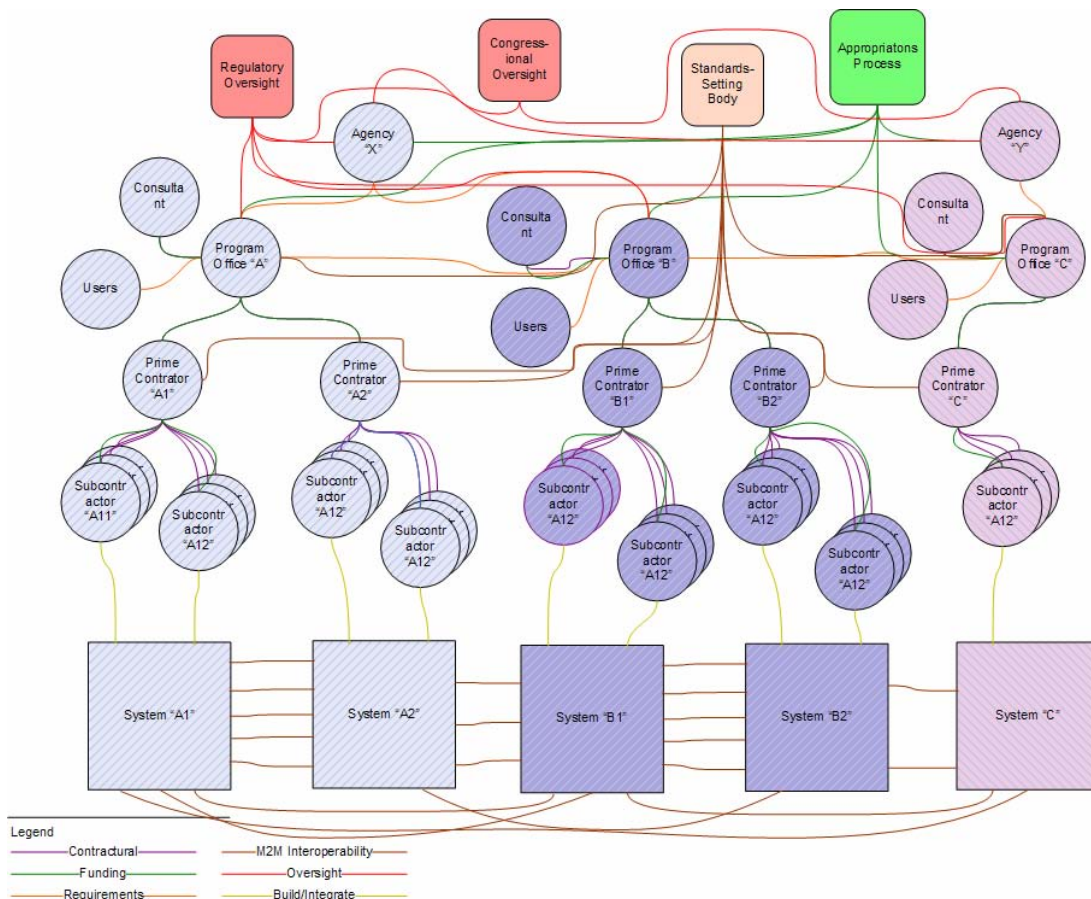 Regulatory
Oversight
Congress-
ional
Oversight
Standards-
Setting
Body
Appropriatons
Process
Agency
“X”
Agency
“Y”
Consulta
nt
Consulta
nt
Consulta
nt
Program
Office “A”
Program
Office “B”
Program
Office “C”
Users
Users
Users
Prime
Contrator
“A1”
Prime
Contrator
“A2”
Prime
Contrator
“B1”
Prime
Contrator
“B2”
Prime
Contrator
“C”
Subcontr
actor
“A11”
Subcontr
actor
“A12”
Subcontr
actor
“A12”
Subcontr
actor
“A12”
Subcontr
actor
“A12”
Subcontr
actor
“A12”
Subcontr
actor
“A12”
Subcontr
actor
“A12”
Subcontr
actor
“A12”
System “A1”
System “A2”
System “B1”
System “B2”
System “C”
Legend
Contractural
M2M Interoperability
Funding
Oversight
Requirements
Build/Integrate